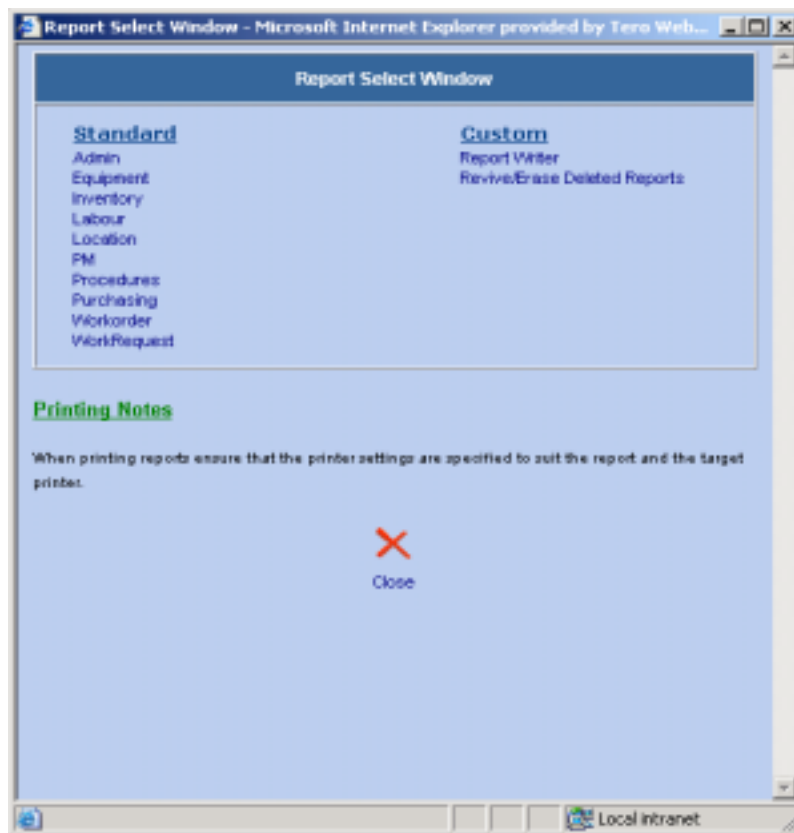 Report Select Window - Microsoft Internet Explorer provided by Tero Web...
Report Select Window
Standard
Admin
Equipment
Inventory
Labour
Location
PM
Procedures
Purchasing
Workorder
WorkRequest
Custom
Report Writer
Revive/Erase Deleted Reports
Printing Notes
When printing reports ensure that the printer settings are specified to suit the report and the target
printer.
Close
Local intranet